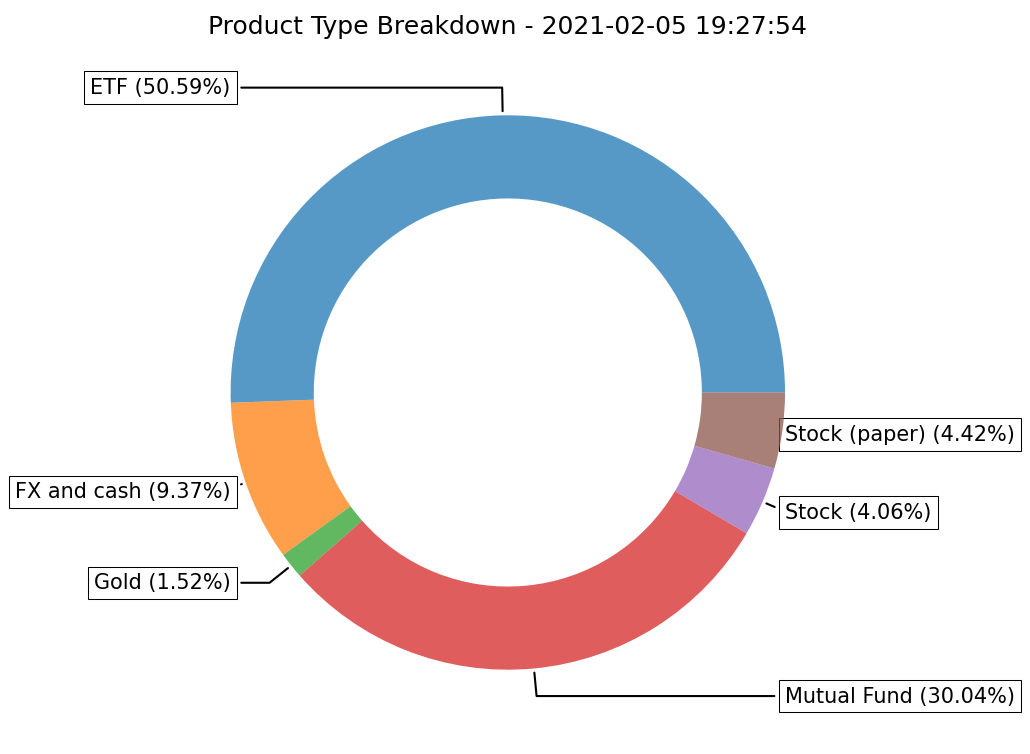 Product Type Breakdown - 2021-02-05 19:27:54
ETF (50.59%)
Stock (paper) (4.42%)
FX and cash (9.37%)
Stock (4.06%)
Gold (1.52%)
Mutual Fund (30.04%)